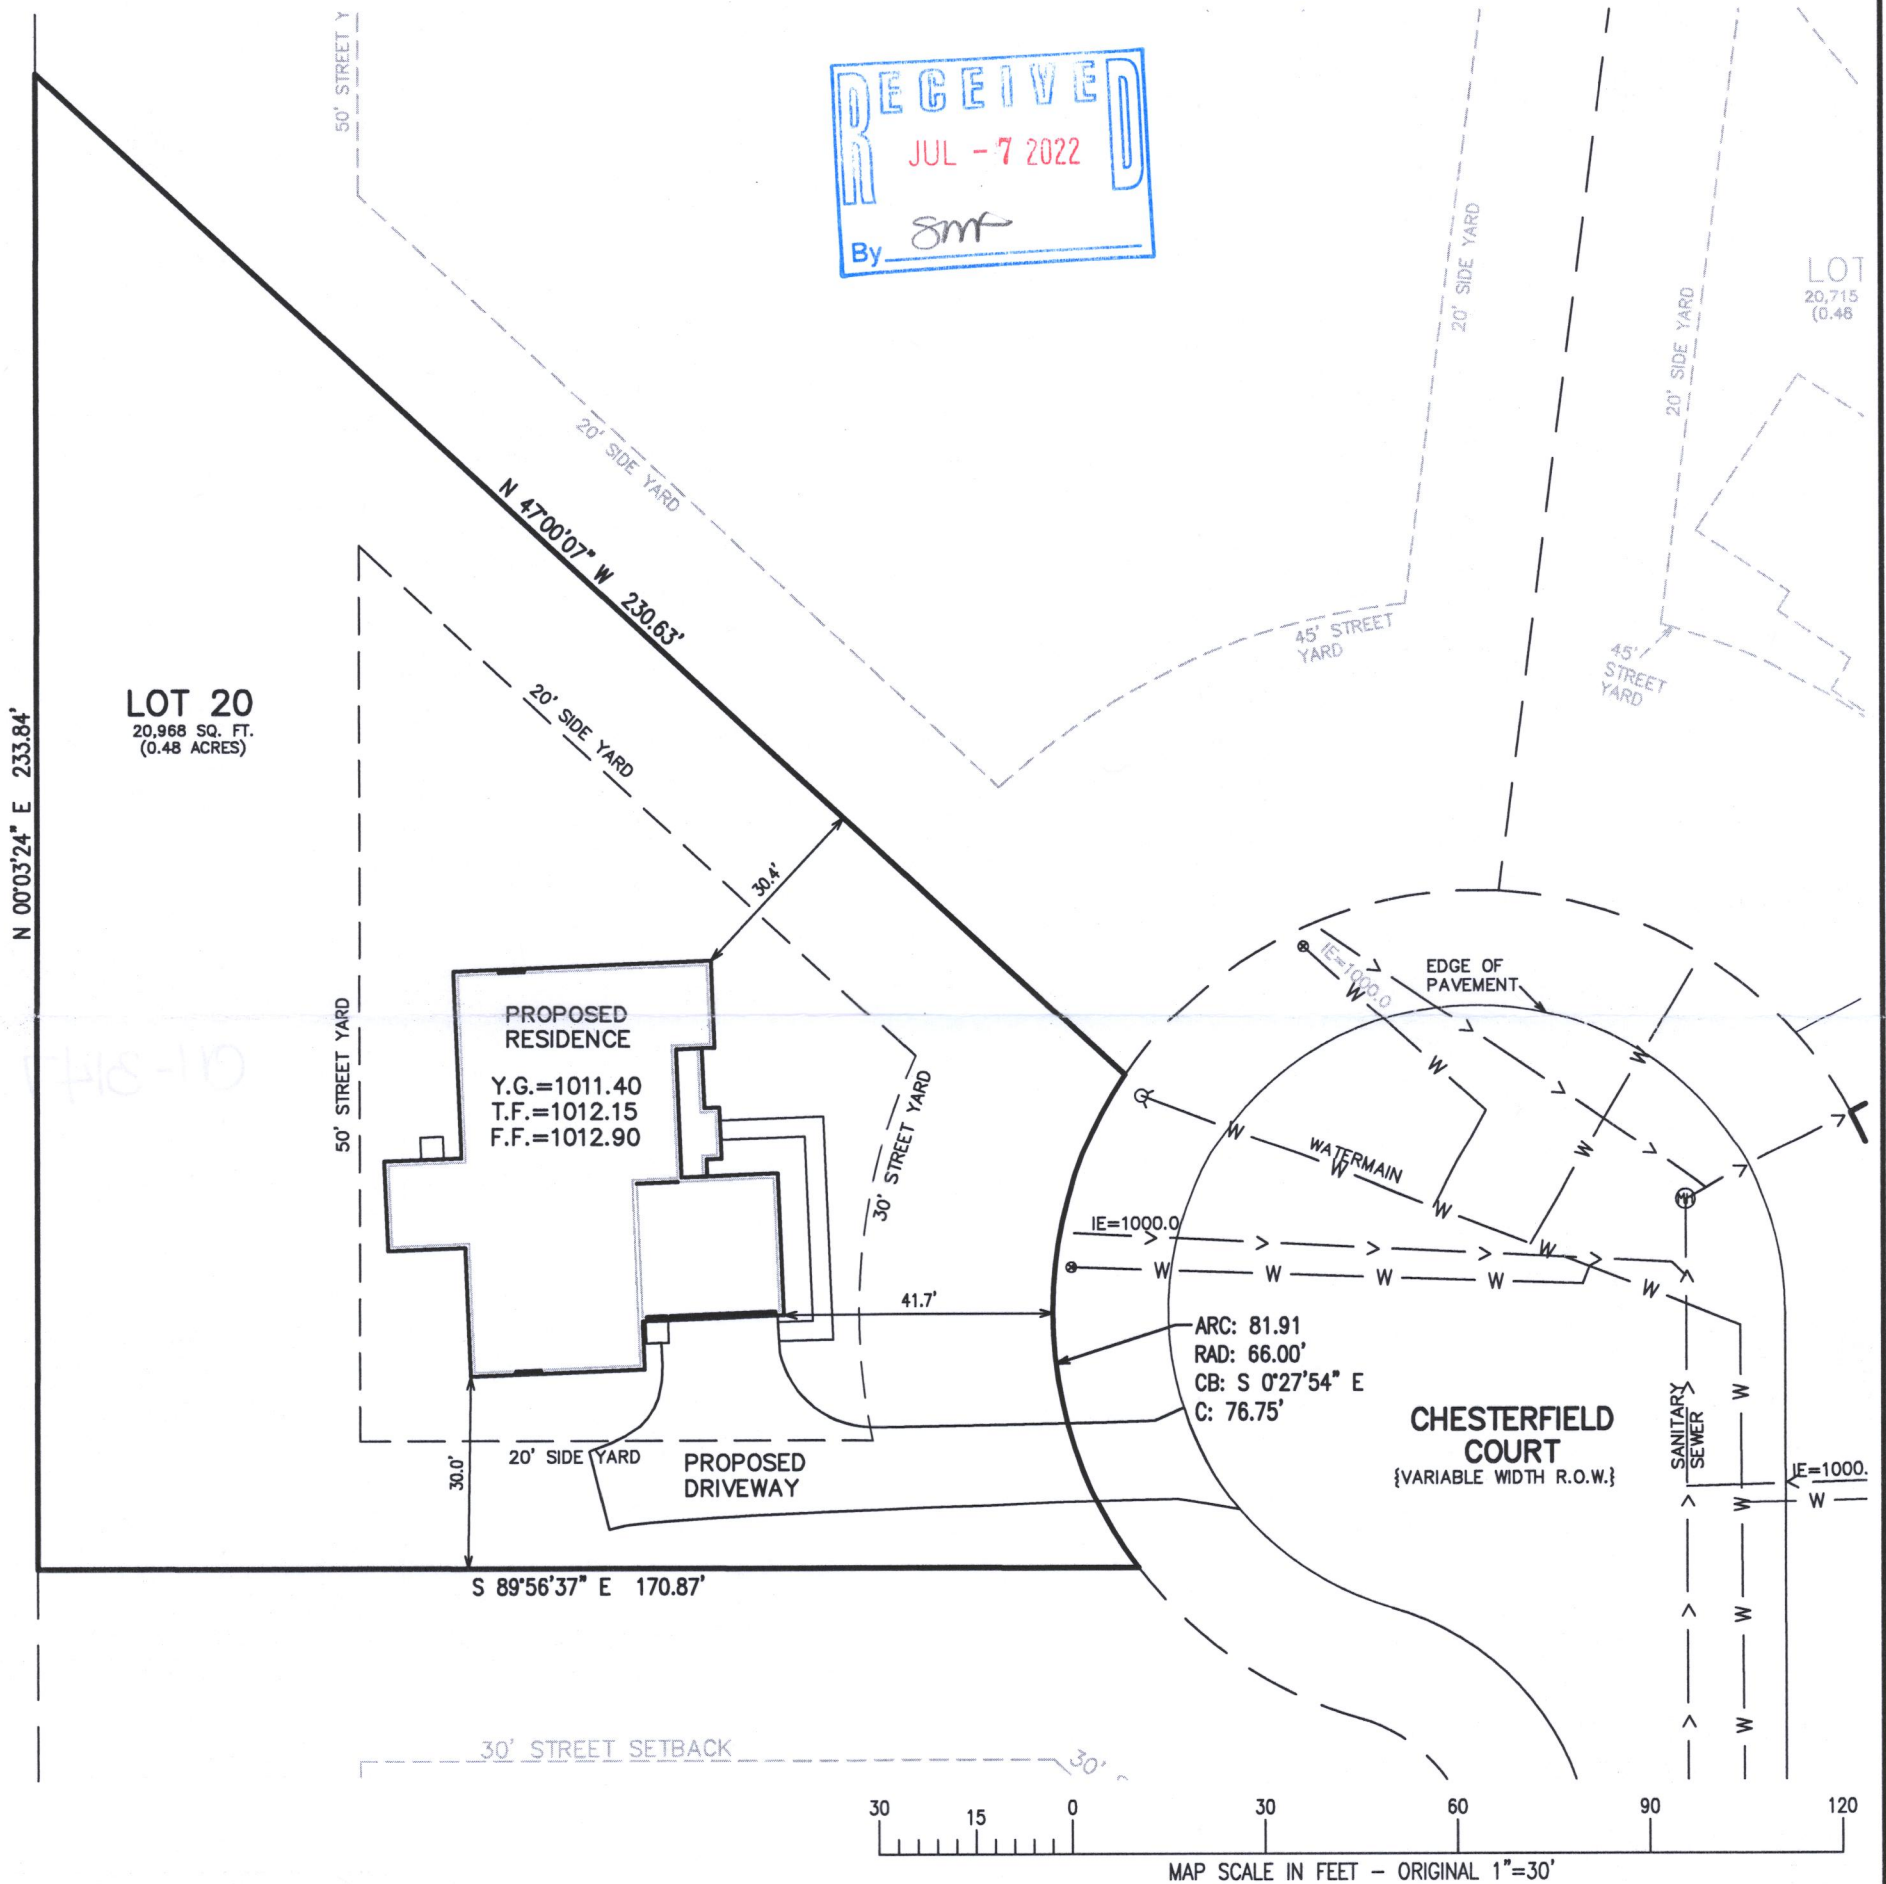 50' STREET Y
RECEIVED
JUL - 7 2022
By
20' SIDE YARD
20' SIDE YARD
LOT
20,715
(0.48
20' SIDE YARD
N 47°00'07" W 230.63'
45' STREET
YARD
45'
STREET
YARD
LOT 20
20,968 SQ. FT.
(0.48 ACRES)
N 00°03'24" E 233.84'
20' SIDE YARD
30.4'
50' STREET YARD
PROPOSED
RESIDENCE
Y.G.=1011.40
T.F.=1012.15
F.F.=1012.90
30' STREET YARD
IE=1000.0
EDGE OF
PAVEMENT
W
W
W
W
WATERMAIN
W
W
W
W
W
MH
IE=1000.0
W
W
W
W
41.7'
ARC: 81.91
RAD: 66.00'
CB: S 0°27'54" E
C: 76.75'
CHESTERFIELD
COURT
{VARIABLE WIDTH R.O.W.}
SANITARY
SEWER
W
W
W
W
IE=1000.
W
30.0'
20' SIDE YARD
PROPOSED
DRIVEWAY
S 89°56'37" E 170.87'
30' STREET SETBACK
30'
30 15 0 30 60 90 120
MAP SCALE IN FEET – ORIGINAL 1"=30'